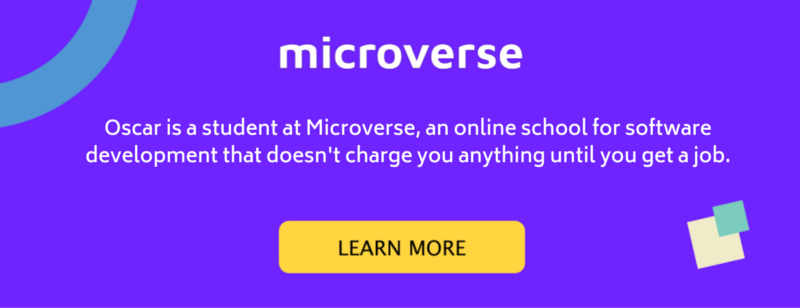 microverse
Oscar is a student at Microverse, an online school for software
development that doesn't charge you anything until you get a job.
LEARN MORE